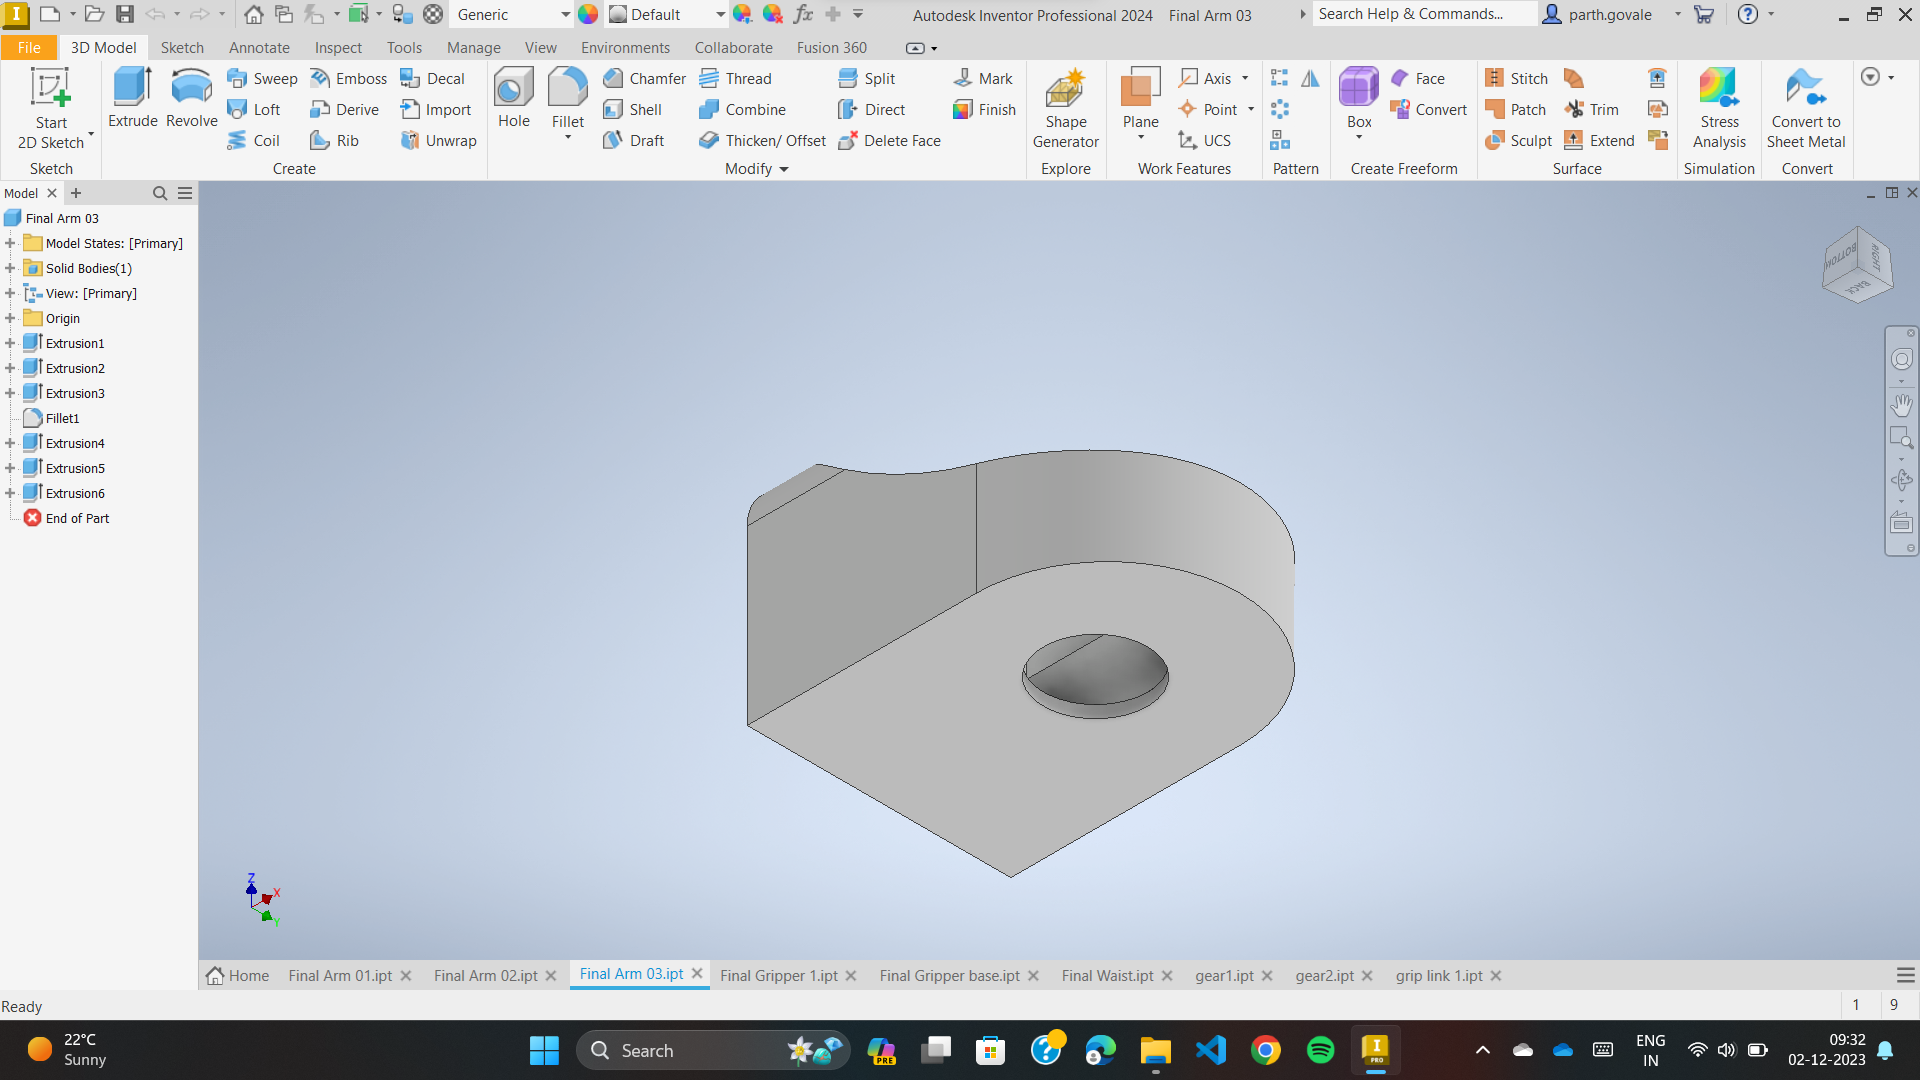 Generic
Default
fx
Autodesk Inventor Professional 2024 Final Arm 03
Search Help & Commands...
parth.govale
File
3D Model
Sketch
Annotate
Inspect
Tools
Manage
View
Environments
Collaborate
Fusion 360
Start
2D Sketch
Sketch
Extrude
Revolve
Sweep
Emboss
Decal
Loft
Derive
Import
Coil
Rib
Unwrap
Create
Hole
Fillet
Chamfer
Thread
Split
Mark
Shell
Combine
Direct
Finish
Draft
Thicken/ Offset
Delete Face
Modify
Shape
Generator
Explore
Plane
Axis
Point
UCS
Work Features
Pattern
Box
Face
Convert
Create Freeform
Stitch
Patch
Trim
Sculpt
Extend
Surface
Stress
Analysis
Simulation
Convert to
Sheet Metal
Convert
Model
Final Arm 03
Model States: [Primary]
Solid Bodies(1)
View: [Primary]
Origin
Extrusion1
Extrusion2
Extrusion3
Fillet1
Extrusion4
Extrusion5
Extrusion6
End of Part
BOTTOM
RIGHT
BACK
Z
X
Y
Home
Final Arm 01.ipt
Final Arm 02.ipt
Final Arm 03.ipt
Final Gripper 1.ipt
Final Gripper base.ipt
Final Waist.ipt
gear1.ipt
gear2.ipt
grip link 1.ipt
Ready
1
9
22°C
Sunny
Search
PRE
I
PRO
ENG
IN
09:32
02-12-2023